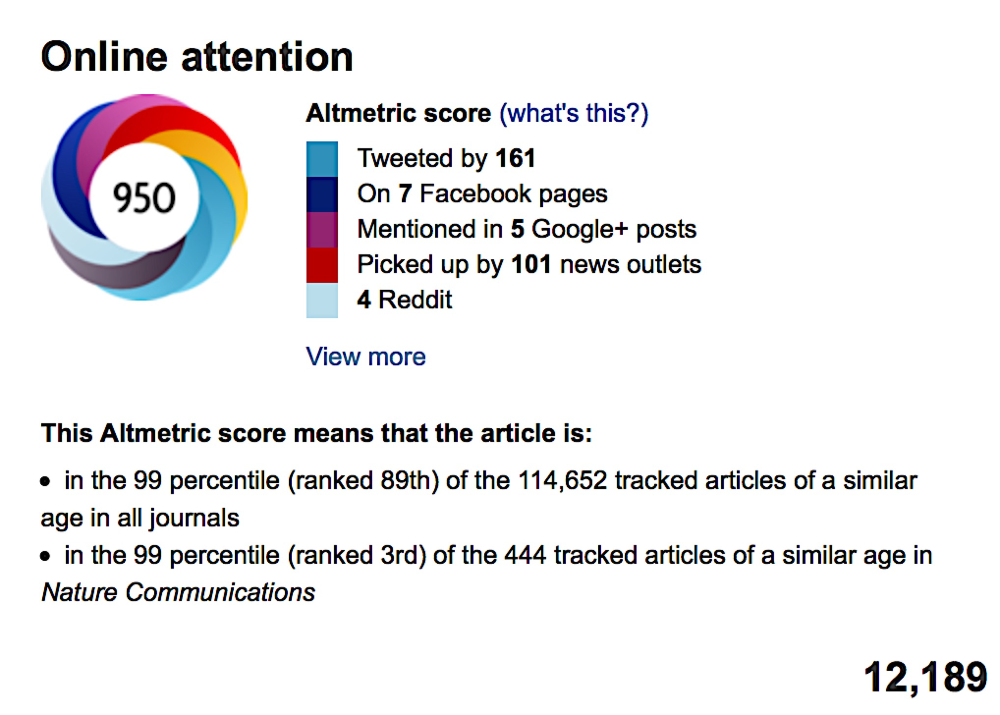 Online attention
950
Altmetric score (what's this?)
Tweeted by 161
On 7 Facebook pages
Mentioned in 5 Google+ posts
Picked up by 101 news outlets
4 Reddit
View more
This Altmetric score means that the article is:
• in the 99 percentile (ranked 89th) of the 114,652 tracked articles of a similar
age in all journals
• in the 99 percentile (ranked 3rd) of the 444 tracked articles of a similar age in
Nature Communications
12,189